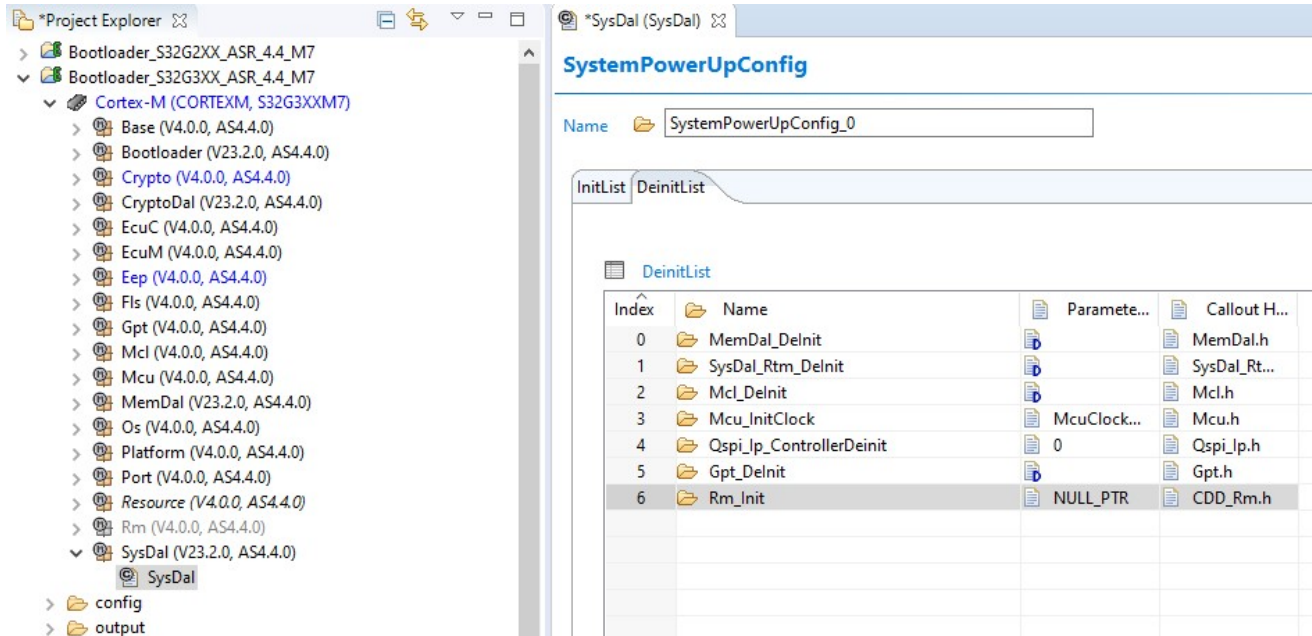 *Project Explorer
Bootloader_S32G2XX_ASR_4.4_M7
Bootloader_S32G3XX_ASR_4.4_M7
Cortex-M (CORTEXM, S32G3XXM7)
Base (V4.0.0, AS4.4.0)
Bootloader (V23.2.0, AS4.4.0)
Crypto (V4.0.0, AS4.4.0)
CryptoDal (V23.2.0, AS4.4.0)
EcuC (V4.0.0, AS4.4.0)
EcuM (V4.0.0, AS4.4.0)
Eep (V4.0.0, AS4.4.0)
Fls (V4.0.0, AS4.4.0)
Gpt (V4.0.0, AS4.4.0)
Mcl (V4.0.0, AS4.4.0)
Mcu (V4.0.0, AS4.4.0)
MemDal (V23.2.0, AS4.4.0)
Os (V4.0.0, AS4.4.0)
Platform (V4.0.0, AS4.4.0)
Port (V4.0.0, AS4.4.0)
Resource (V4.0.0, AS4.4.0)
Rm (V4.0.0, AS4.4.0)
SysDal (V23.2.0, AS4.4.0)
SysDal
config
output
*SysDal (SysDal)
SystemPowerUpConfig
Name SystemPowerUpConfig_0
InitList DeinitList
DeinitList
Index Name Paramete... Callout H...
0 MemDal_DeInit MemDal.h
1 SysDal_Rtm_DeInit SysDal_Rt...
2 Mcl_DeInit Mcl.h
3 Mcu_InitClock McuClock... Mcu.h
4 Qspi_Ip_ControllerDeinit 0 Qspi_Ip.h
5 Gpt_DeInit Gpt.h
6 Rm_Init NULL_PTR CDD_Rm.h